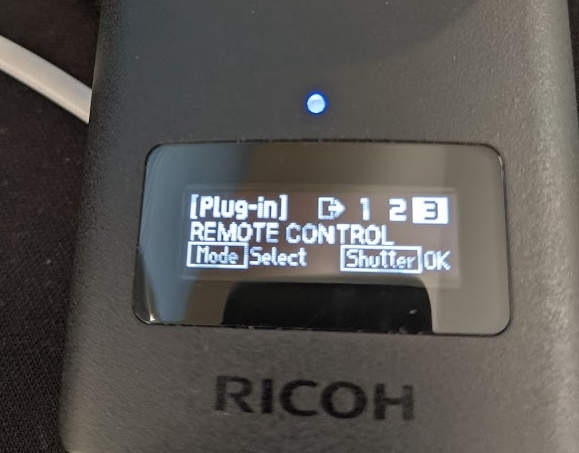 [Plug-in] 1 2 3
REMOTE CONTROL
Mode Select Shutter OK
RICOH